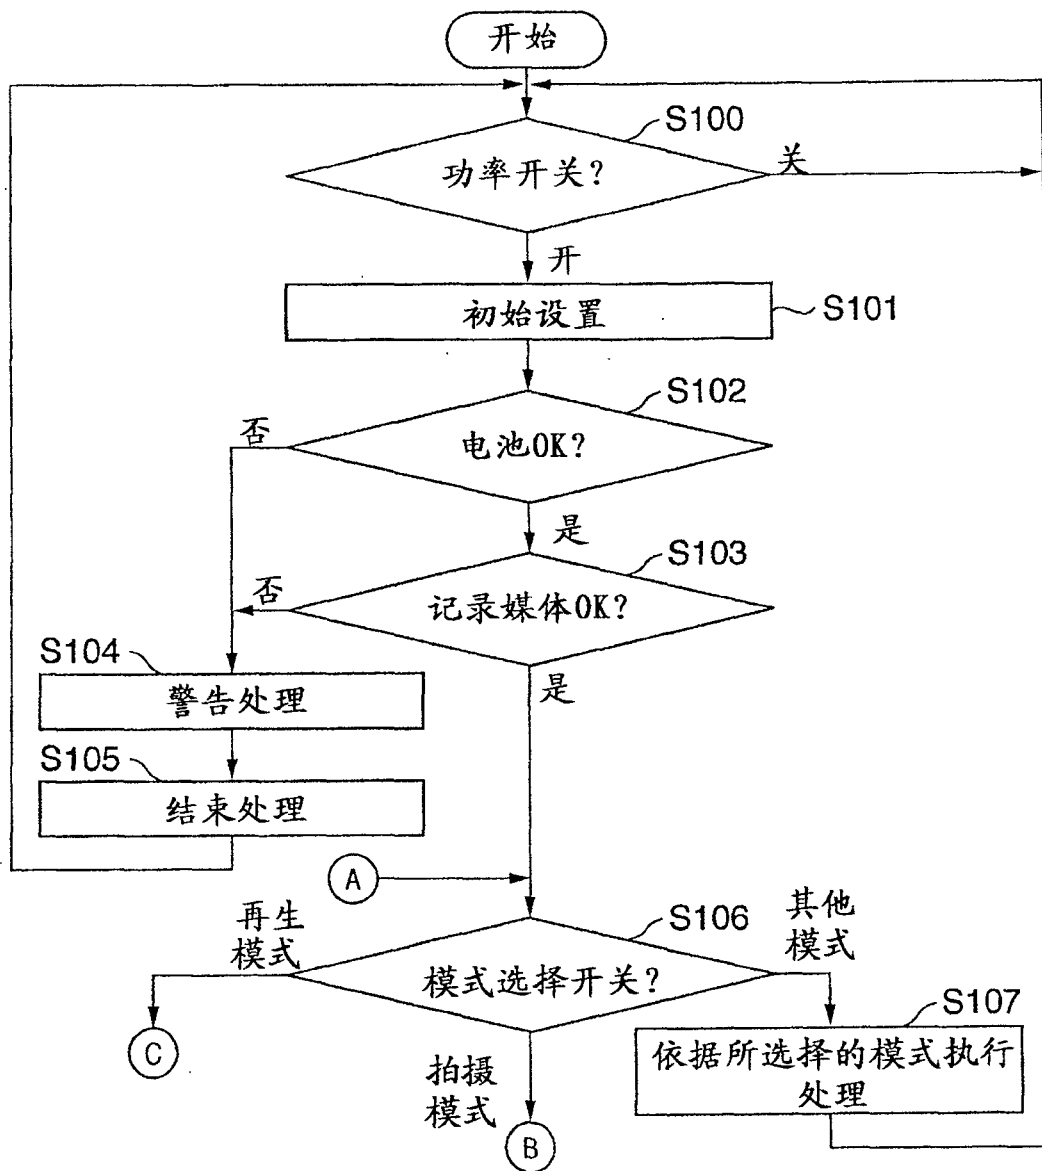 开始
S100
功率开关?
关
开
初始设置
S101
S102
否
电池OK?
是
S103
否
记录媒体OK?
S104
是
警告处理
S105
结束处理
A
再生
模式
S106
其他
模式
模式选择开关?
S107
C
拍摄
模式
依据所选择的模式执行
处理
B